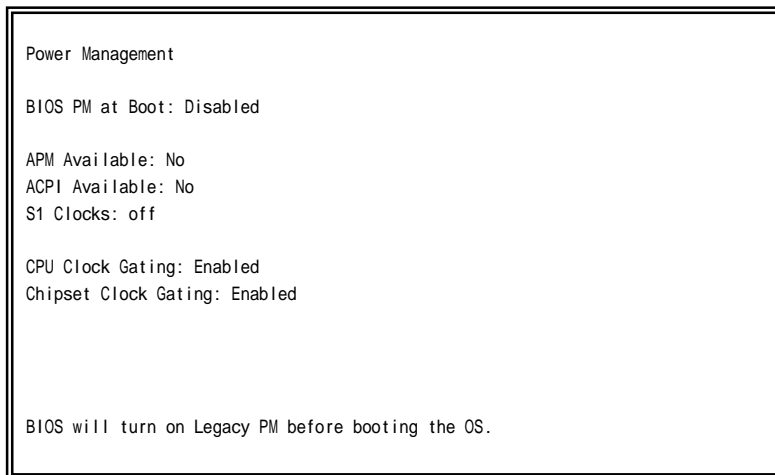 Power Management
BIOS PM at Boot: Disabled
APM Available: No
ACPI Available: No
S1 Clocks: off
CPU Clock Gating: Enabled
Chipset Clock Gating: Enabled
BIOS will turn on Legacy PM before booting the OS.